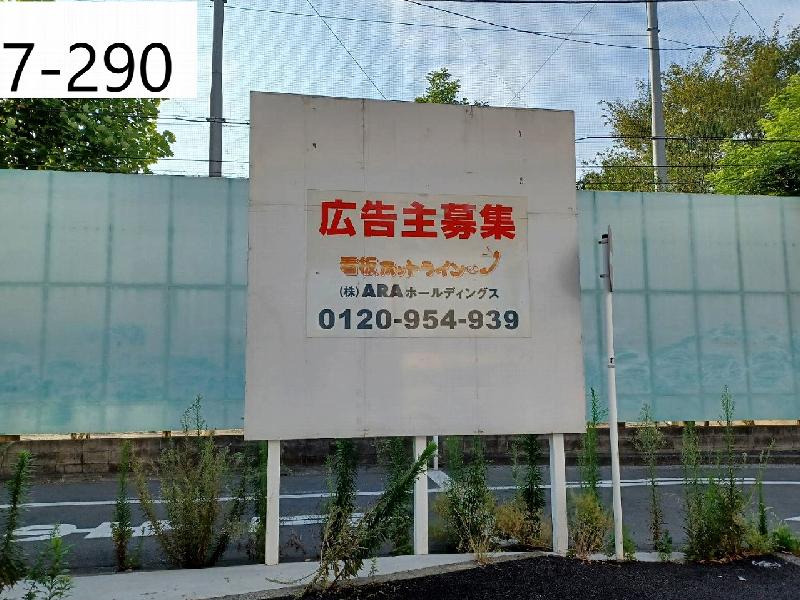 7-290
広告主募集
看板ホットライン
(株)ARAホールディングス
0120-954-939